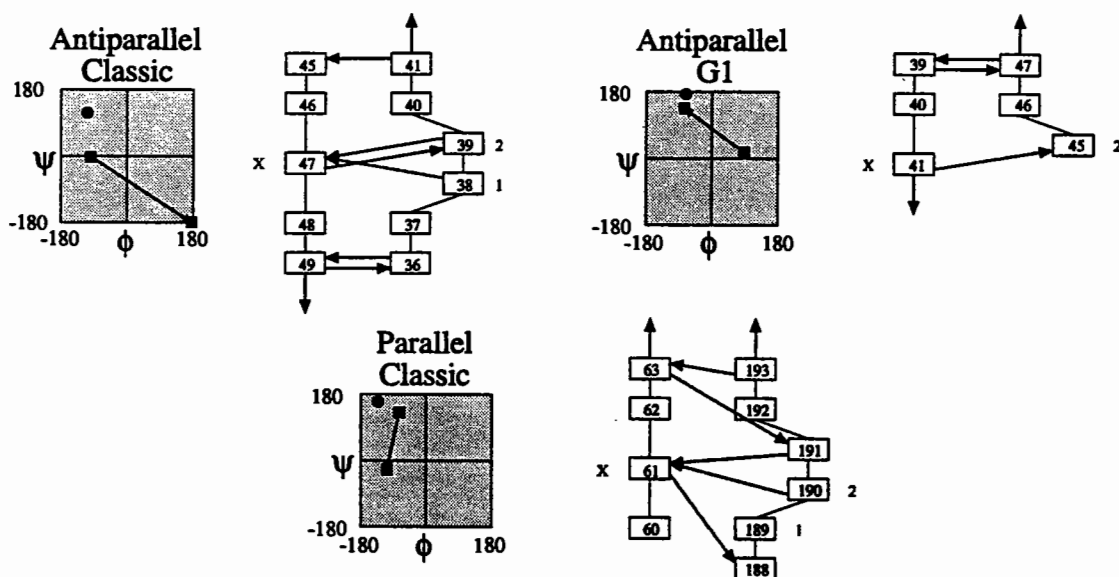 Antiparallel
Classic
180
ψ
-180
-180 ϕ 180
45 41
46 40
39 2
x 47
38 1
48 37
49 36
Antiparallel
G1
180
ψ
-180
-180 ϕ 180
39 47
40 46
45 2
x 41
Parallel
Classic
180
ψ
-180
-180 ϕ 180
63 193
62 192
191
x 61
190 2
60 189 1
188